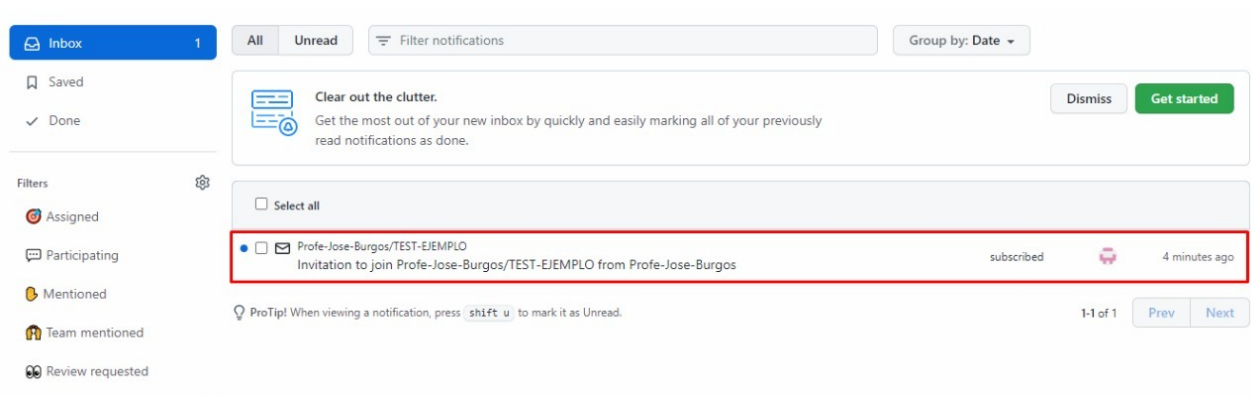 Inbox 1
Saved
Done
Filters
Assigned
Participating
Mentioned
Team mentioned
Review requested
All Unread Filter notifications Group by: Date
Clear out the clutter.
Get the most out of your new inbox by quickly and easily marking all of your previously
read notifications as done.
Dismiss Get started
Select all
Profe-Jose-Burgos/TEST-EJEMPLO
Invitation to join Profe-Jose-Burgos/TEST-EJEMPLO from Profe-Jose-Burgos
subscribed 4 minutes ago
ProTip! When viewing a notification, press shift u to mark it as Unread.
1-1 of 1 Prev Next